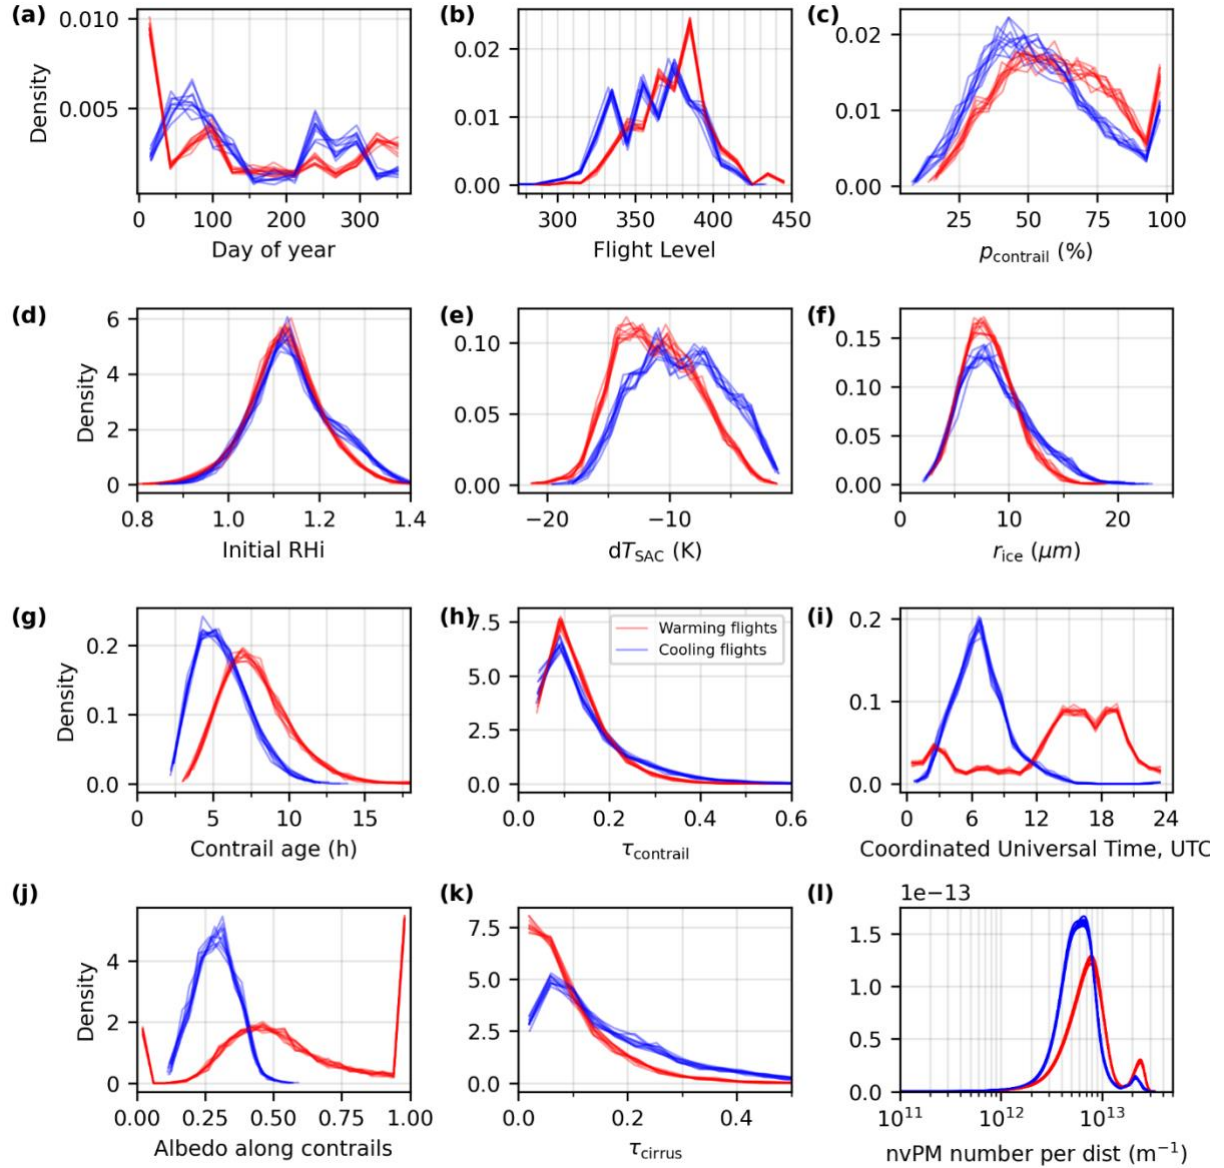 (a) (b) (c)
0.010
0.005
Density
0 100 200 300
Day of year
0.02
0.01
0.00
300 350 400 450
Flight Level
0.02
0.01
0.00
25 50 75 100
p_contrail (%)
(d) (e) (f)
6
4
2
0
Density
0.8 1.0 1.2 1.4
Initial RHi
0.10
0.05
0.00
−20 −10
dT_SAC (K)
0.15
0.10
0.05
0.00
0 10 20
r_ice (μm)
(g) (h) (i)
0.2
0.1
0.0
Density
0 5 10 15
Contrail age (h)
7.5
5.0
2.5
0.0
Warming flights
Cooling flights
0.0 0.2 0.4 0.6
τ_contrail
0.2
0.1
0.0
0 6 12 18 24
Coordinated Universal Time, UTC
(j) (k) (l)
4
2
0
Density
0.00 0.25 0.50 0.75 1.00
Albedo along contrails
7.5
5.0
2.5
0.0
0.0 0.2 0.4
τ_cirrus
1e−13
1.5
1.0
0.5
0.0
10^11 10^12 10^13
nvPM number per dist (m^−1)